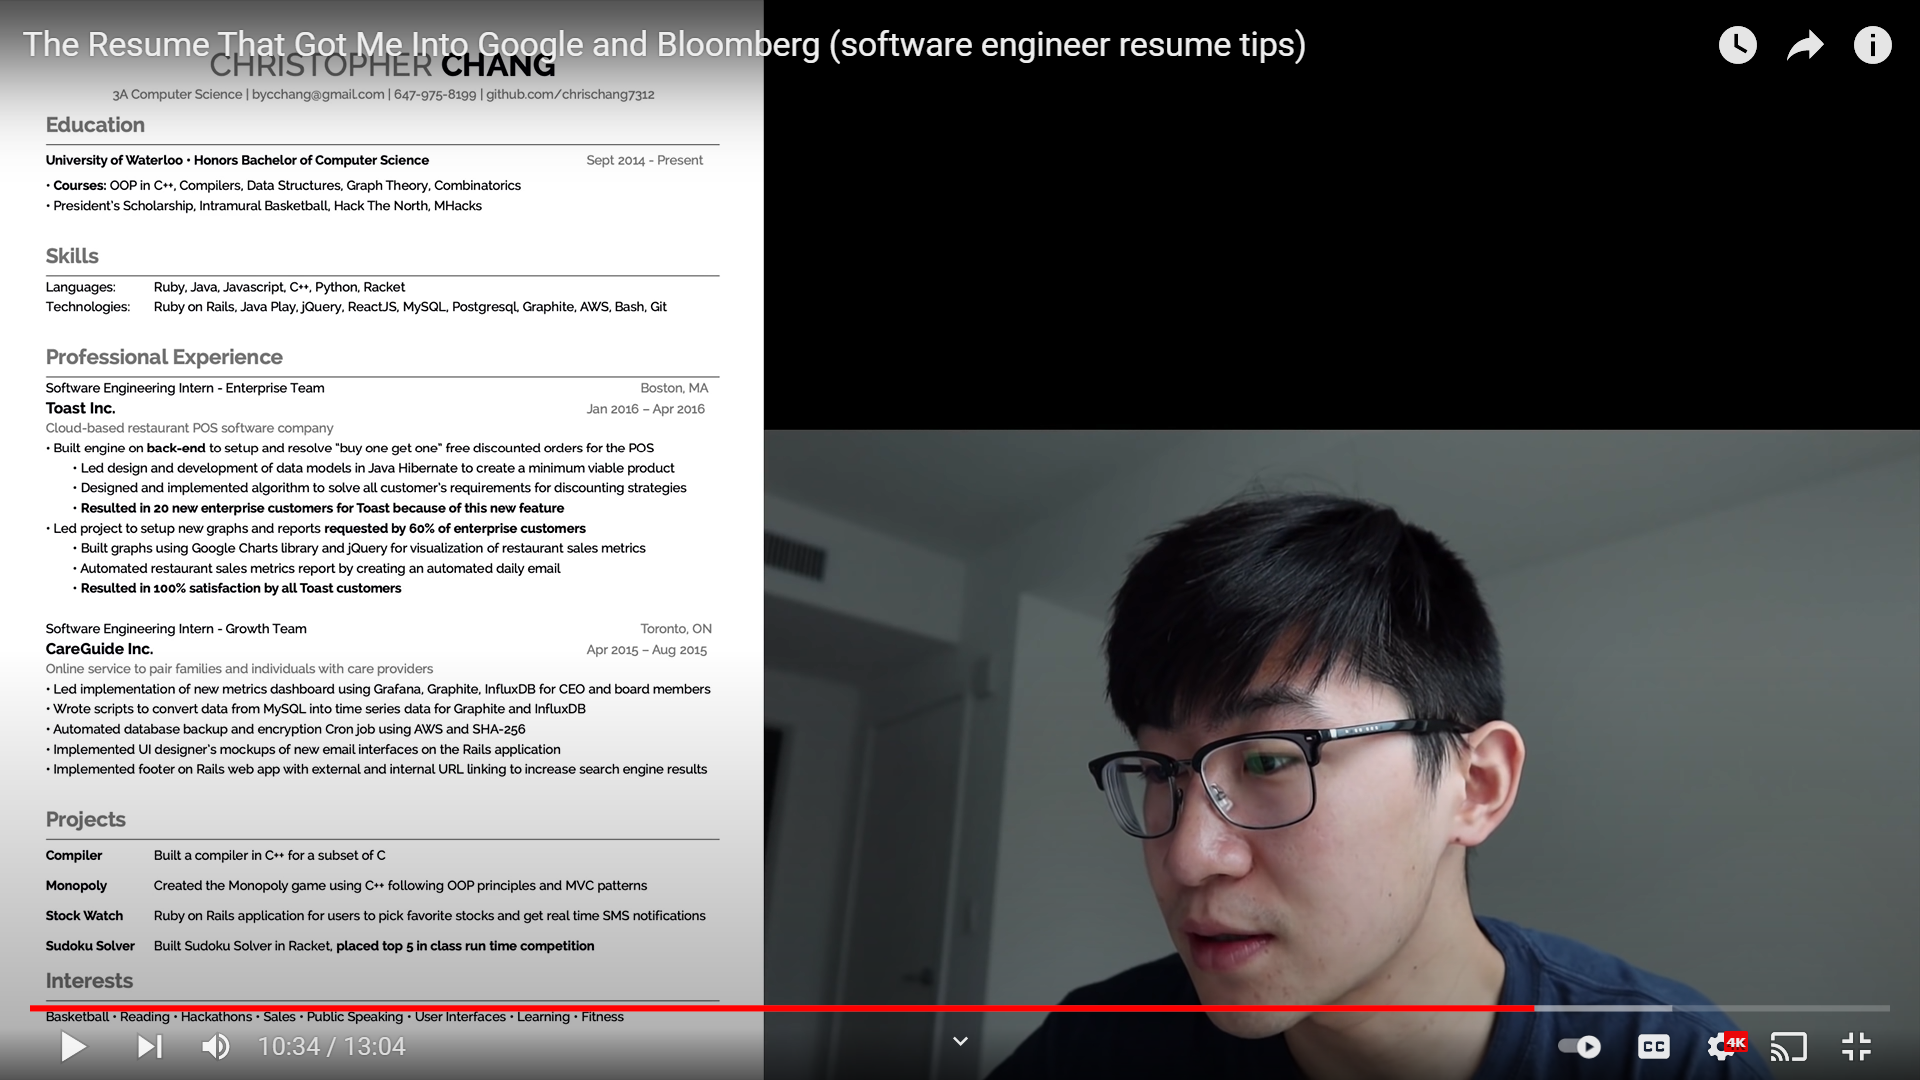 The Resume That Got Me Into Google and Bloomberg (software engineer resume tips)
CHRISTOPHER CHANG
3A Computer Science | bycchang@gmail.com | 647-975-8199 | github.com/chrischang7312
Education
University of Waterloo • Honors Bachelor of Computer Science Sept 2014 - Present
• Courses: OOP in C++, Compilers, Data Structures, Graph Theory, Combinatorics
• President's Scholarship, Intramural Basketball, Hack The North, MHacks
Skills
Languages: Ruby, Java, Javascript, C++, Python, Racket
Technologies: Ruby on Rails, Java Play, jQuery, ReactJS, MySQL, Postgresql, Graphite, AWS, Bash, Git
Professional Experience
Software Engineering Intern - Enterprise Team Boston, MA
Toast Inc. Jan 2016 – Apr 2016
Cloud-based restaurant POS software company
• Built engine on back-end to setup and resolve "buy one get one" free discounted orders for the POS
• Led design and development of data models in Java Hibernate to create a minimum viable product
• Designed and implemented algorithm to solve all customer's requirements for discounting strategies
• Resulted in 20 new enterprise customers for Toast because of this new feature
• Led project to setup new graphs and reports requested by 60% of enterprise customers
• Built graphs using Google Charts library and jQuery for visualization of restaurant sales metrics
• Automated restaurant sales metrics report by creating an automated daily email
• Resulted in 100% satisfaction by all Toast customers
Software Engineering Intern - Growth Team Toronto, ON
CareGuide Inc. Apr 2015 – Aug 2015
Online service to pair families and individuals with care providers
• Led implementation of new metrics dashboard using Grafana, Graphite, InfluxDB for CEO and board members
• Wrote scripts to convert data from MySQL into time series data for Graphite and InfluxDB
• Automated database backup and encryption Cron job using AWS and SHA-256
• Implemented UI designer's mockups of new email interfaces on the Rails application
• Implemented footer on Rails web app with external and internal URL linking to increase search engine results
Projects
Compiler Built a compiler in C++ for a subset of C
Monopoly Created the Monopoly game using C++ following OOP principles and MVC patterns
Stock Watch Ruby on Rails application for users to pick favorite stocks and get real time SMS notifications
Sudoku Solver Built Sudoku Solver in Racket, placed top 5 in class run time competition
Interests
Basketball • Reading • Hackathons • Sales • Public Speaking • User Interfaces • Learning • Fitness
10:34 / 13:04
CC
4K